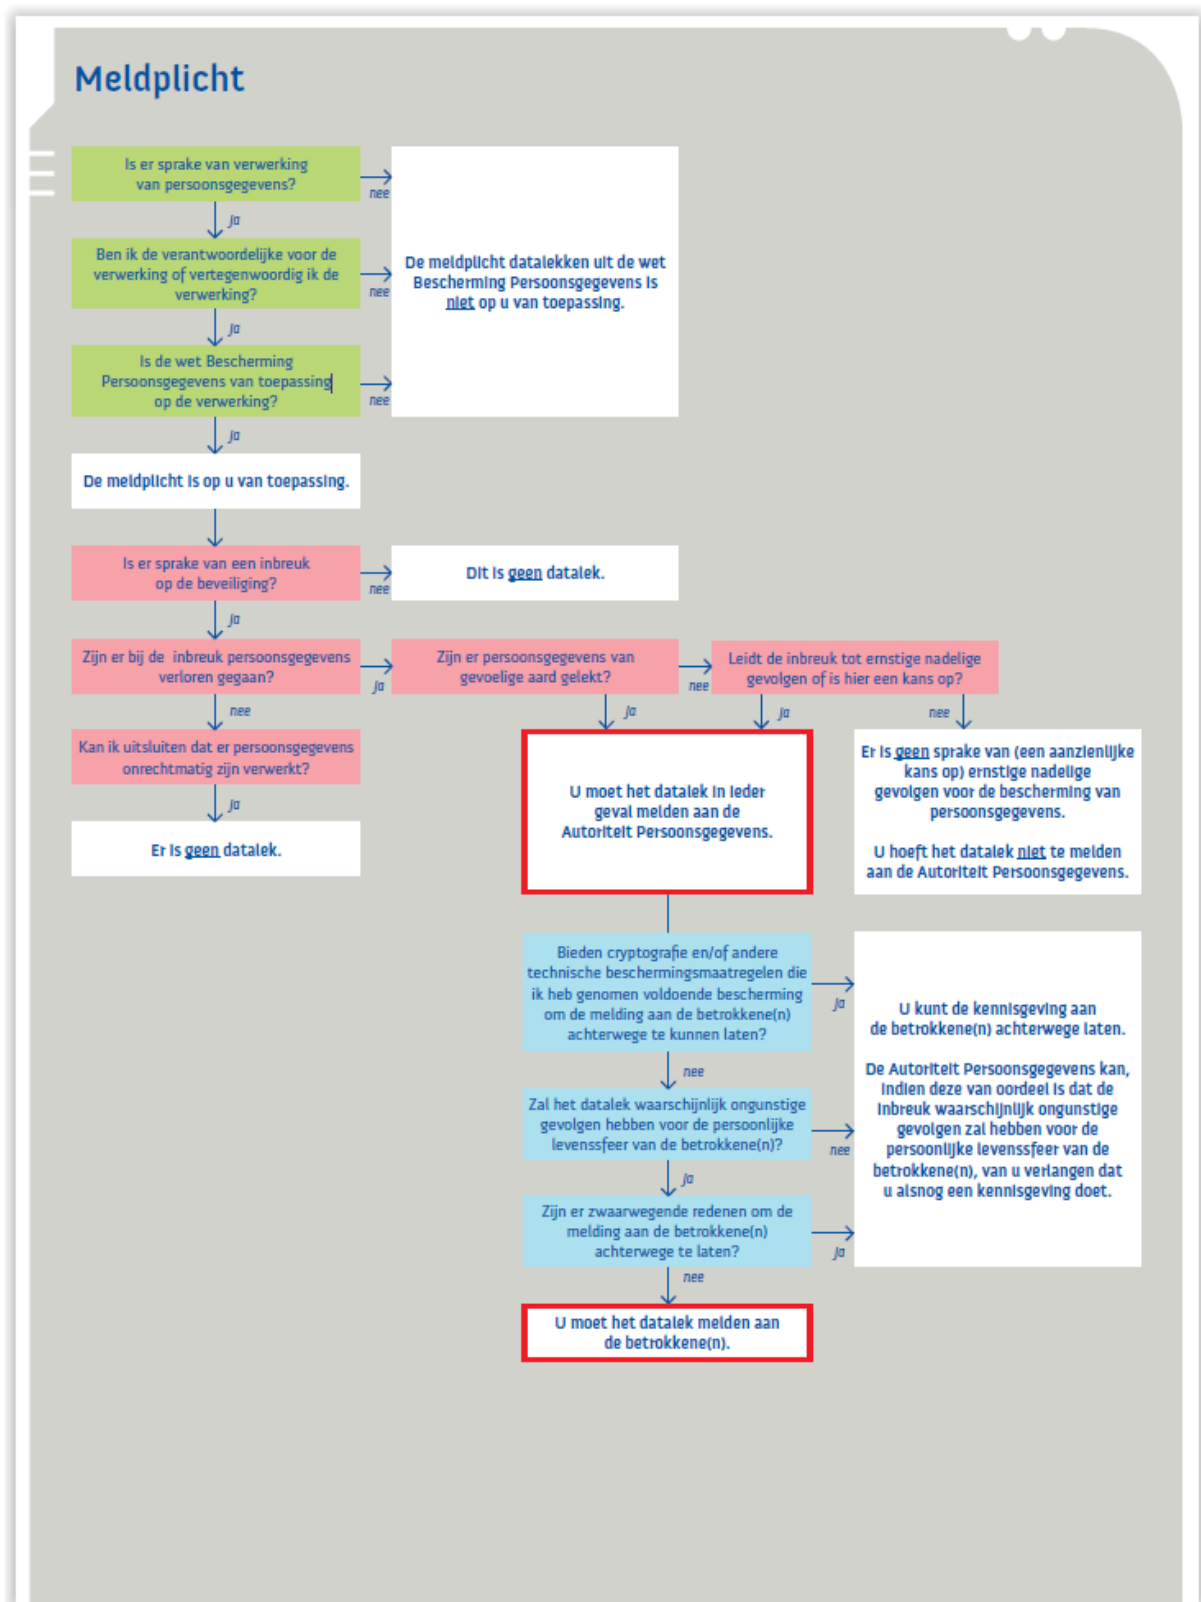 Meldplicht
Is er sprake van verwerking
van persoonsgegevens?
nee
ja
Ben ik de verantwoordelijke voor de
verwerking of vertegenwoordig ik de
verwerking?
nee
ja
Is de wet Bescherming
Persoonsgegevens van toepassing
op de verwerking?
nee
ja
De meldplicht datalekken uit de wet
Bescherming Persoonsgegevens is
niet op u van toepassing.
De meldplicht is op u van toepassing.
Is er sprake van een inbreuk
op de beveiliging?
nee
ja
Dit is geen datalek.
Zijn er bij de inbreuk persoonsgegevens
verloren gegaan?
ja
nee
Zijn er persoonsgegevens van
gevoelige aard gelekt?
nee
ja
Leidt de inbreuk tot ernstige nadelige
gevolgen of is hier een kans op?
ja
nee
Kan ik uitsluiten dat er persoonsgegevens
onrechtmatig zijn verwerkt?
ja
Er is geen datalek.
U moet het datalek in ieder
geval melden aan de
Autoriteit Persoonsgegevens.
Er is geen sprake van (een aanzienlijke
kans op) ernstige nadelige
gevolgen voor de bescherming van
persoonsgegevens.
U hoeft het datalek niet te melden
aan de Autoriteit Persoonsgegevens.
Bieden cryptografie en/of andere
technische beschermingsmaatregelen die
ik heb genomen voldoende bescherming
om de melding aan de betrokkene(n)
achterwege te kunnen laten?
ja
nee
Zal het datalek waarschijnlijk ongunstige
gevolgen hebben voor de persoonlijke
levenssfeer van de betrokkene(n)?
nee
ja
Zijn er zwaarwegende redenen om de
melding aan de betrokkene(n)
achterwege te laten?
ja
nee
U kunt de kennisgeving aan
de betrokkene(n) achterwege laten.
De Autoriteit Persoonsgegevens kan,
indien deze van oordeel is dat de
inbreuk waarschijnlijk ongunstige
gevolgen zal hebben voor de
persoonlijke levenssfeer van de
betrokkene(n), van u verlangen dat
u alsnog een kennisgeving doet.
U moet het datalek melden aan
de betrokkene(n).